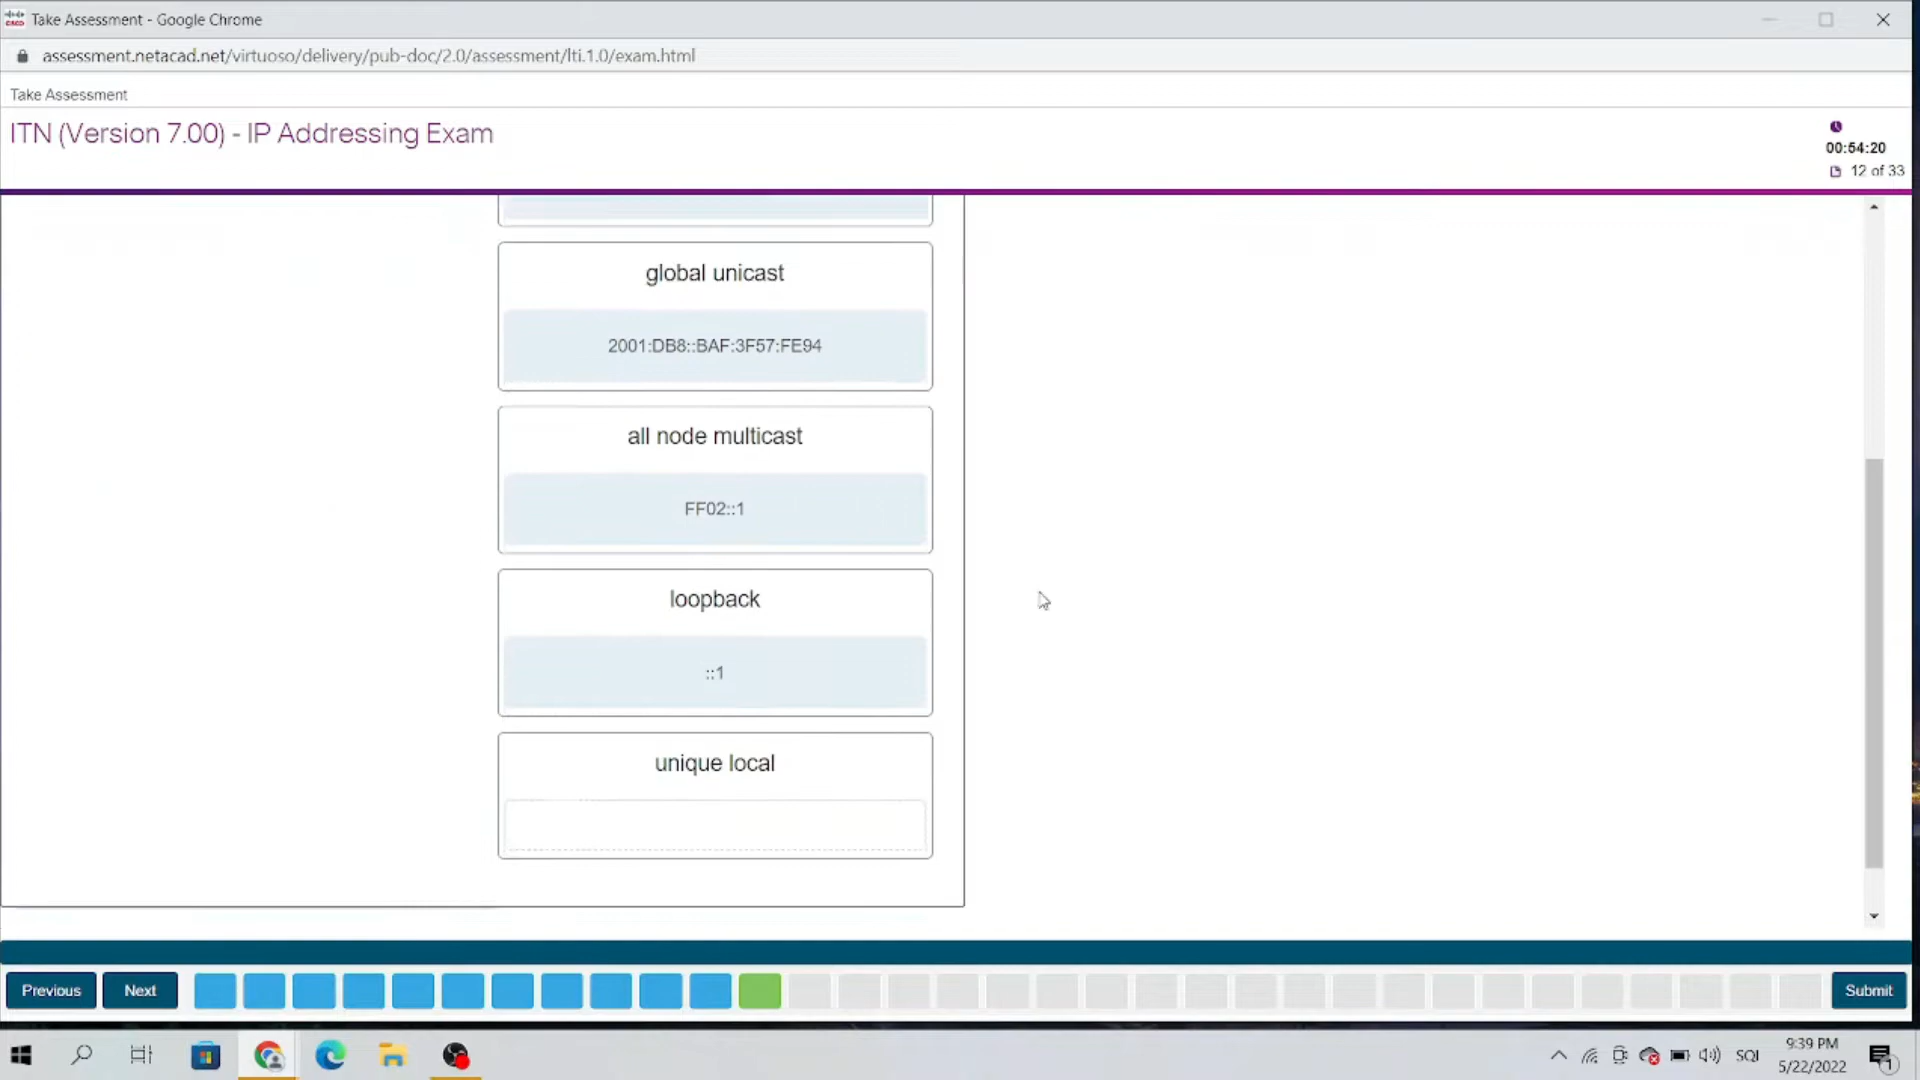 Take Assessment - Google Chrome
assessment.netacad.net/virtuoso/delivery/pub-doc/2.0/assessment/lti.1.0/exam.html
Take Assessment
ITN (Version 7.00) - IP Addressing Exam
00:54:20
12 of 33
global unicast
2001:DB8::BAF:3F57:FE94
all node multicast
FF02::1
loopback
::1
unique local
Previous
Next
Submit
SQI
9:39 PM
5/22/2022
1